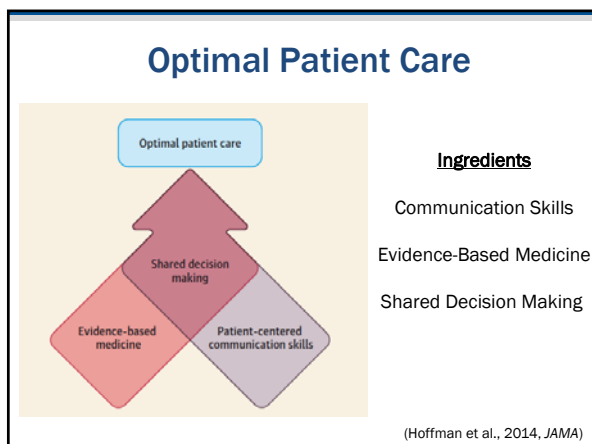 Optimal Patient Care
Optimal patient care
Shared decision
making
Evidence-based
medicine
Patient-centered
communication skills
Ingredients
Communication Skills
Evidence-Based Medicine
Shared Decision Making
(Hoffman et al., 2014, JAMA)